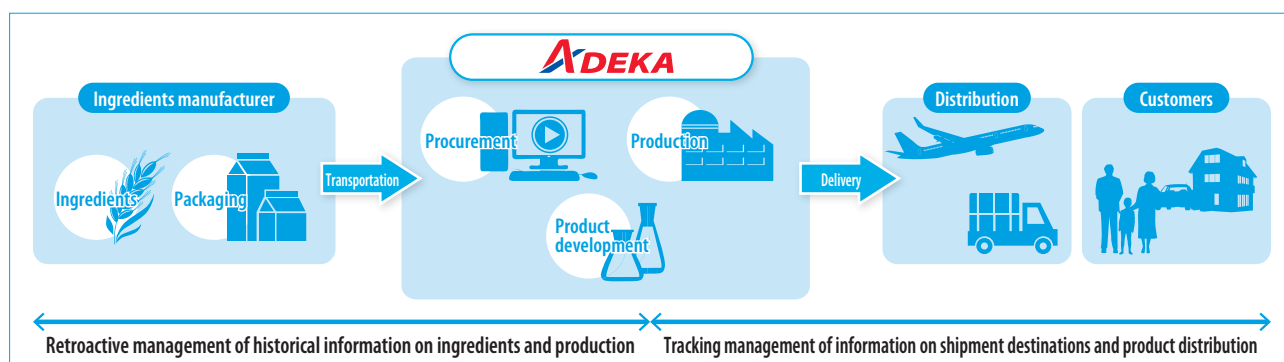 ADEKA
Ingredients manufacturer
Ingredients
Packaging
Transportation
Procurement
Production
Product
development
Delivery
Distribution
Customers
Retroactive management of historical information on ingredients and production
Tracking management of information on shipment destinations and product distribution